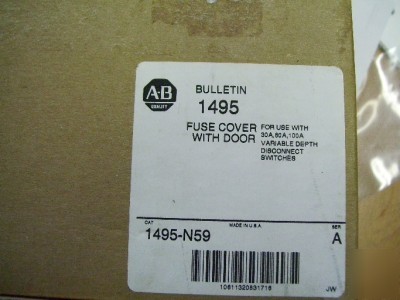 A-B
QUALITY
BULLETIN
1495
FUSE COVER
WITH DOOR
FOR USE WITH
30A,60A,100A
VARIABLE DEPTH
DISCONNECT
SWITCHES
CAT
MADE IN U.S.A.
SER
1495-N59
A
10611320831716
JW